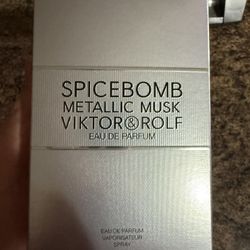 SPICEBOMB
METALLIC MUSK
VIKTOR&ROLF
EAU DE PARFUM
EAU DE PARFUM
VAPORISATEUR
SPRAY